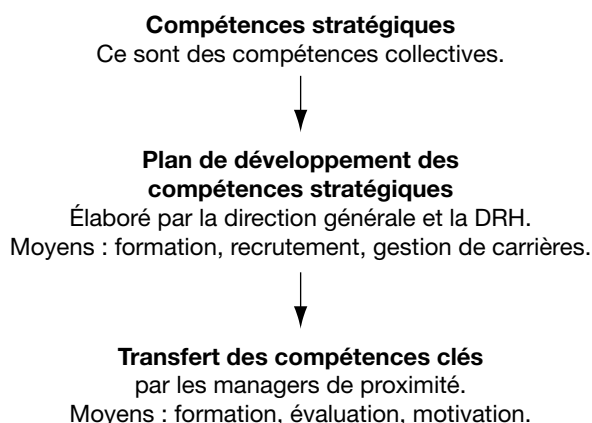 Compétences stratégiques
Ce sont des compétences collectives.
Plan de développement des
compétences stratégiques
Élaboré par la direction générale et la DRH.
Moyens : formation, recrutement, gestion de carrières.
Transfert des compétences clés
par les managers de proximité.
Moyens : formation, évaluation, motivation.